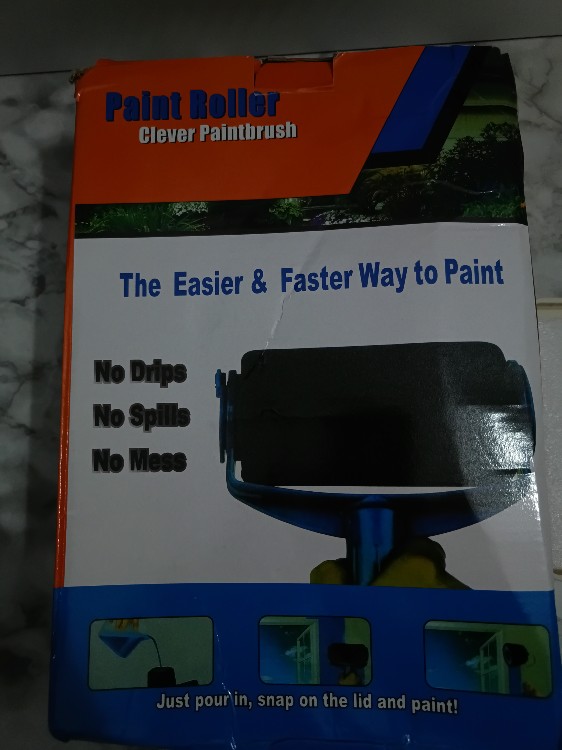 Paint Roller
Clever Paintbrush
The Easier & Faster Way to Paint
No Drips
No Spills
No Mess
Just pour in, snap on the lid and paint!